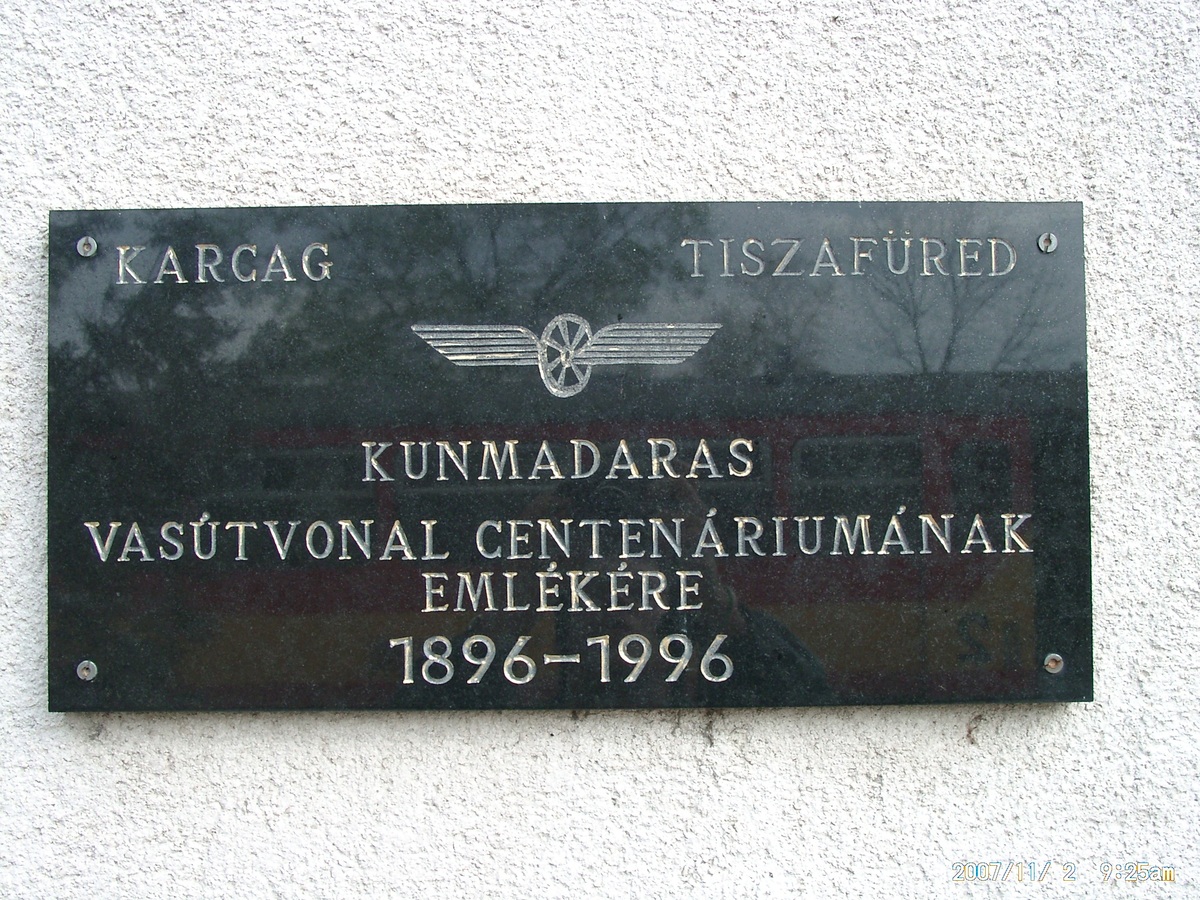 KARCAG TISZAFÜRED
KUNMADARAS
VASÚTVONAL CENTENÁRIUMÁNAK
EMLÉKÉRE
1896-1996
2007/11/ 2 9:25am